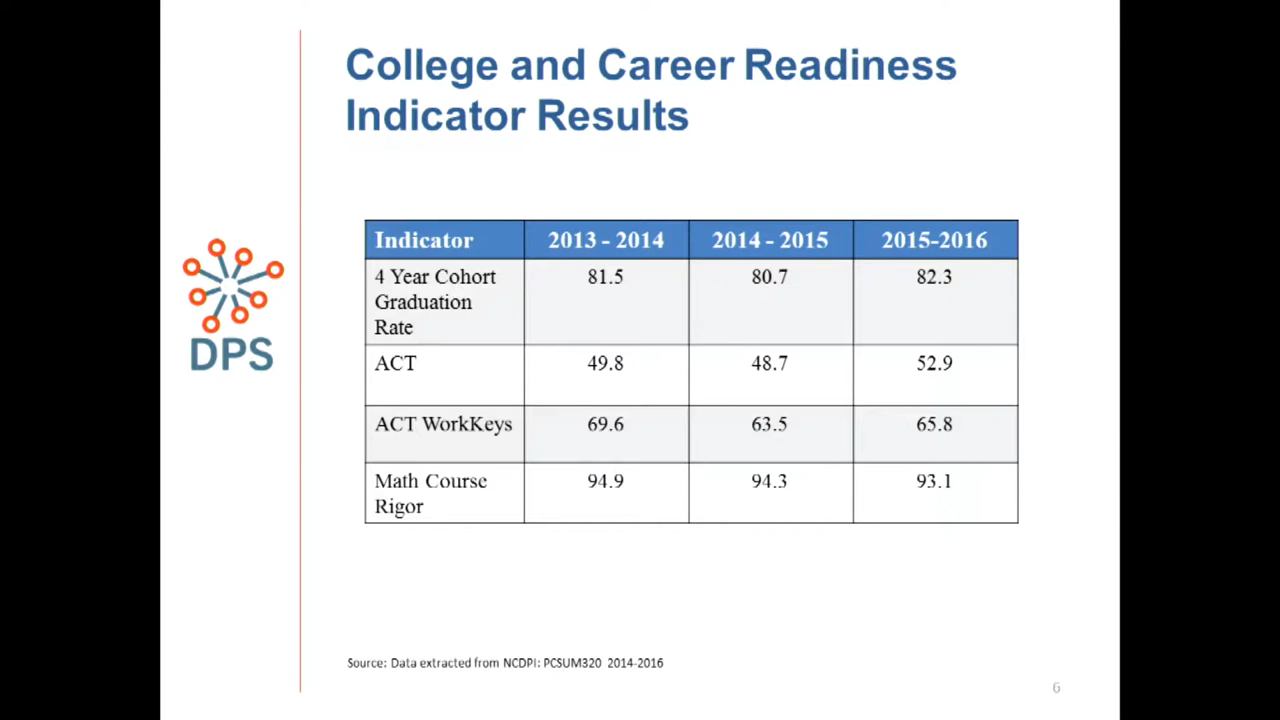 College and Career Readiness
Indicator Results
DPS
Indicator 2013 - 2014 2014 - 2015 2015-2016
4 Year Cohort 81.5 80.7 82.3
Graduation
Rate
ACT 49.8 48.7 52.9
ACT WorkKeys 69.6 63.5 65.8
Math Course 94.9 94.3 93.1
Rigor
Source: Data extracted from NCDPI: PCSUM320 2014-2016
6